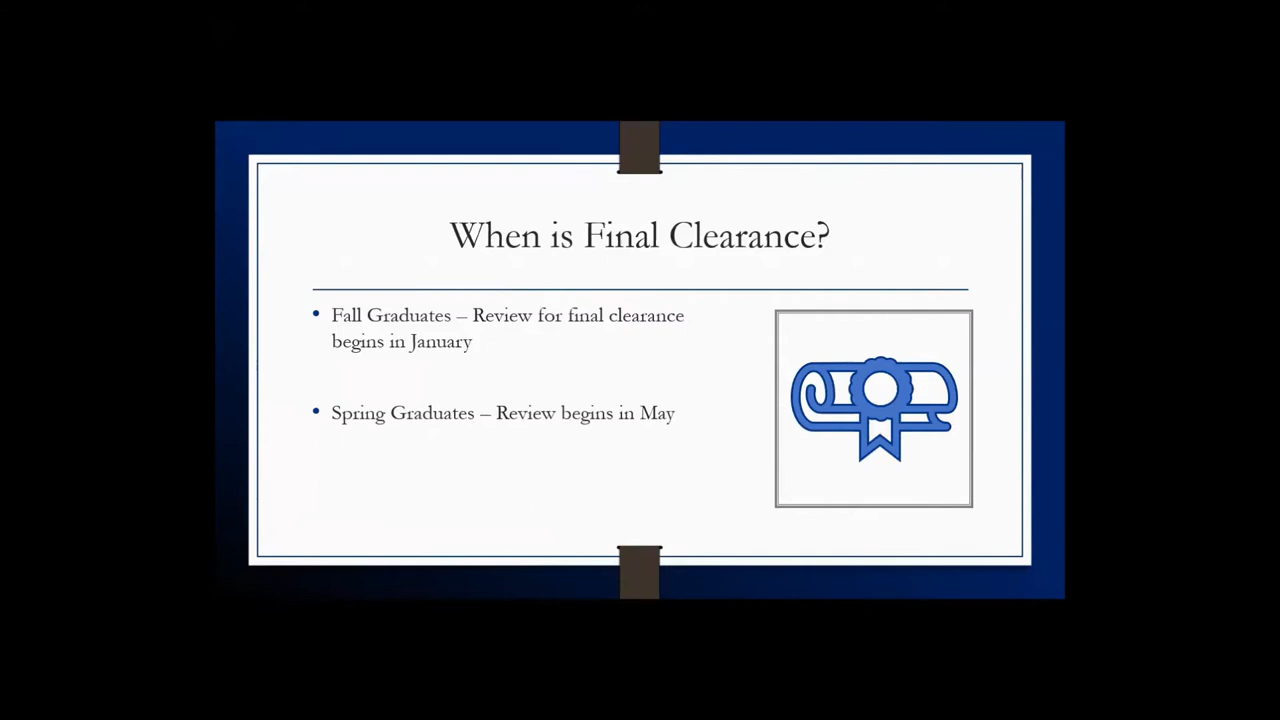 When is Final Clearance?
• Fall Graduates – Review for final clearance
begins in January
• Spring Graduates – Review begins in May